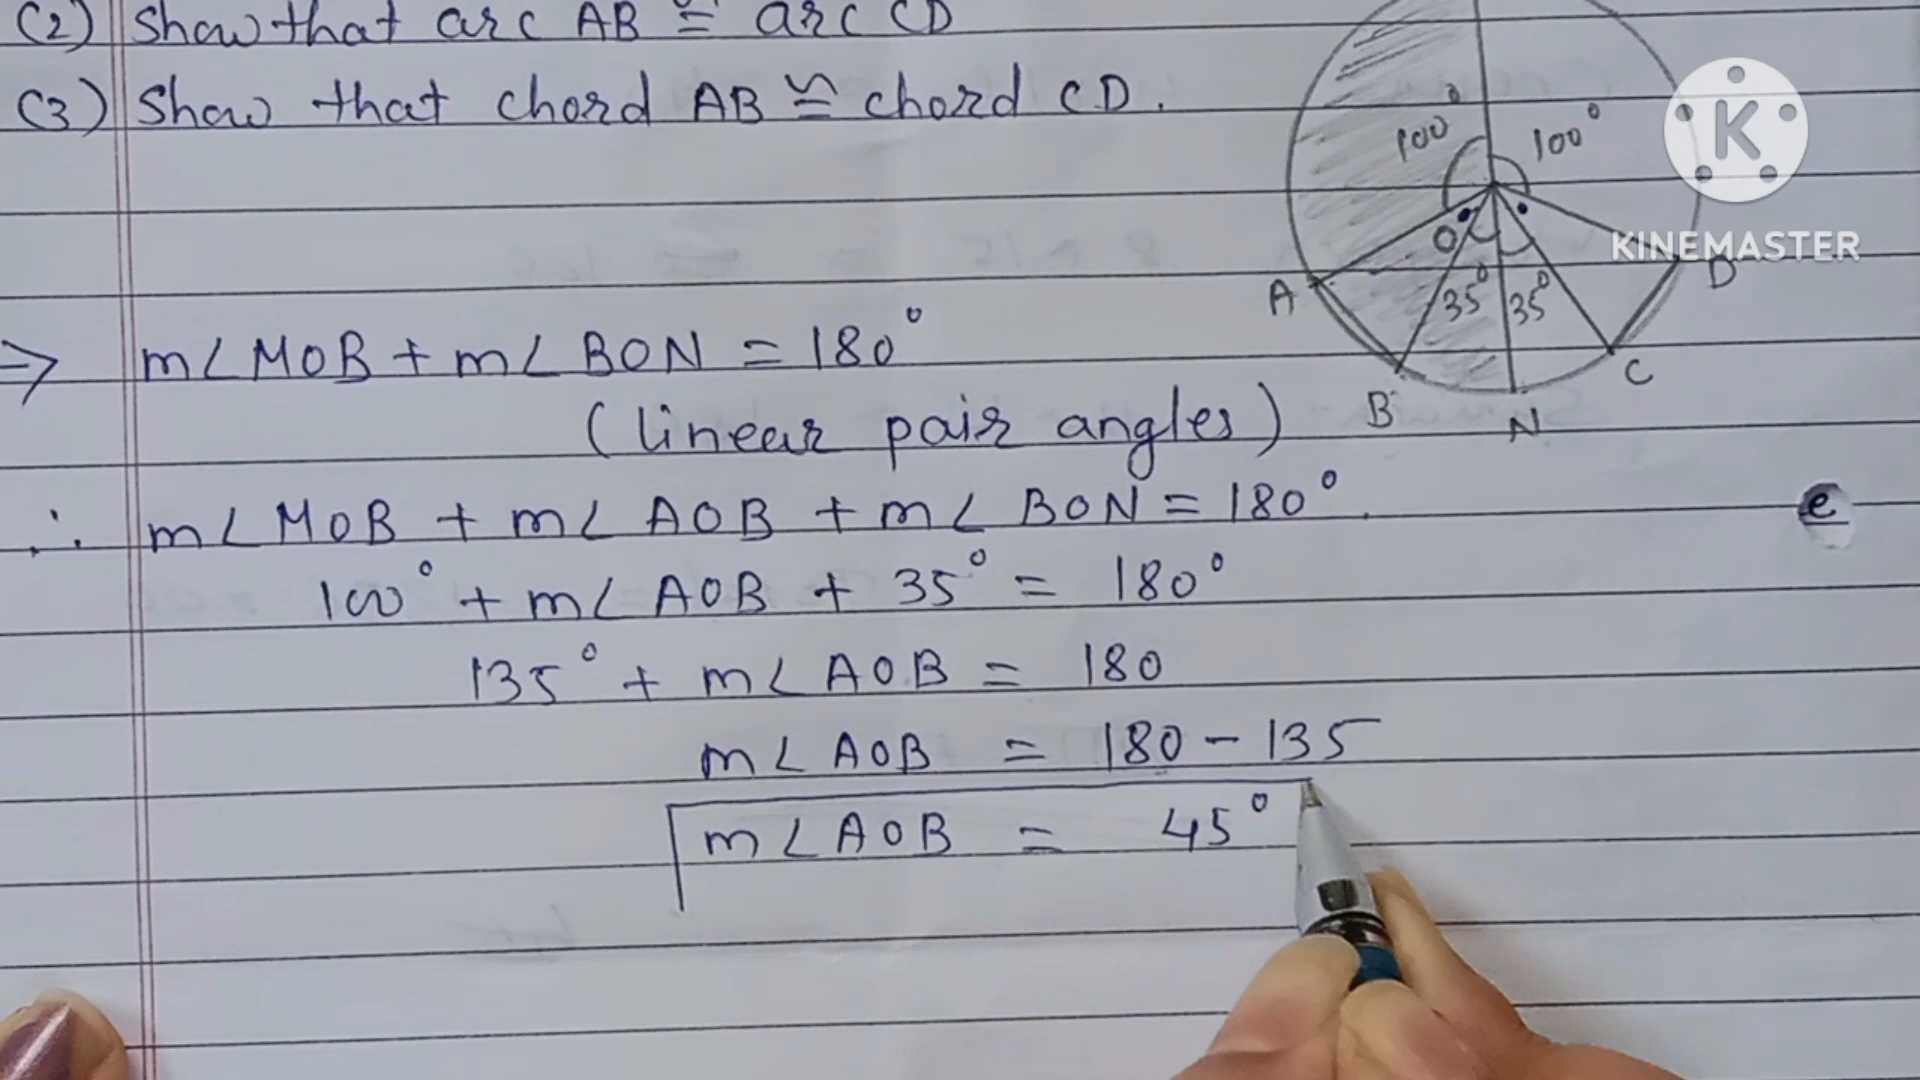 (2) Show that arc AB ≅ arc CD
(3) Show that chord AB ≅ chord CD.
100° 100°
O
35° 35°
A
B
N
C
D
K
KINEMASTER
⇒ m∠MOB + m∠BON = 180°
(linear pair angles)
∴ m∠MOB + m∠AOB + m∠BON = 180°.
e
100° + m∠AOB + 35° = 180°
135° + m∠AOB = 180
m∠AOB = 180 - 135
m∠AOB = 45°